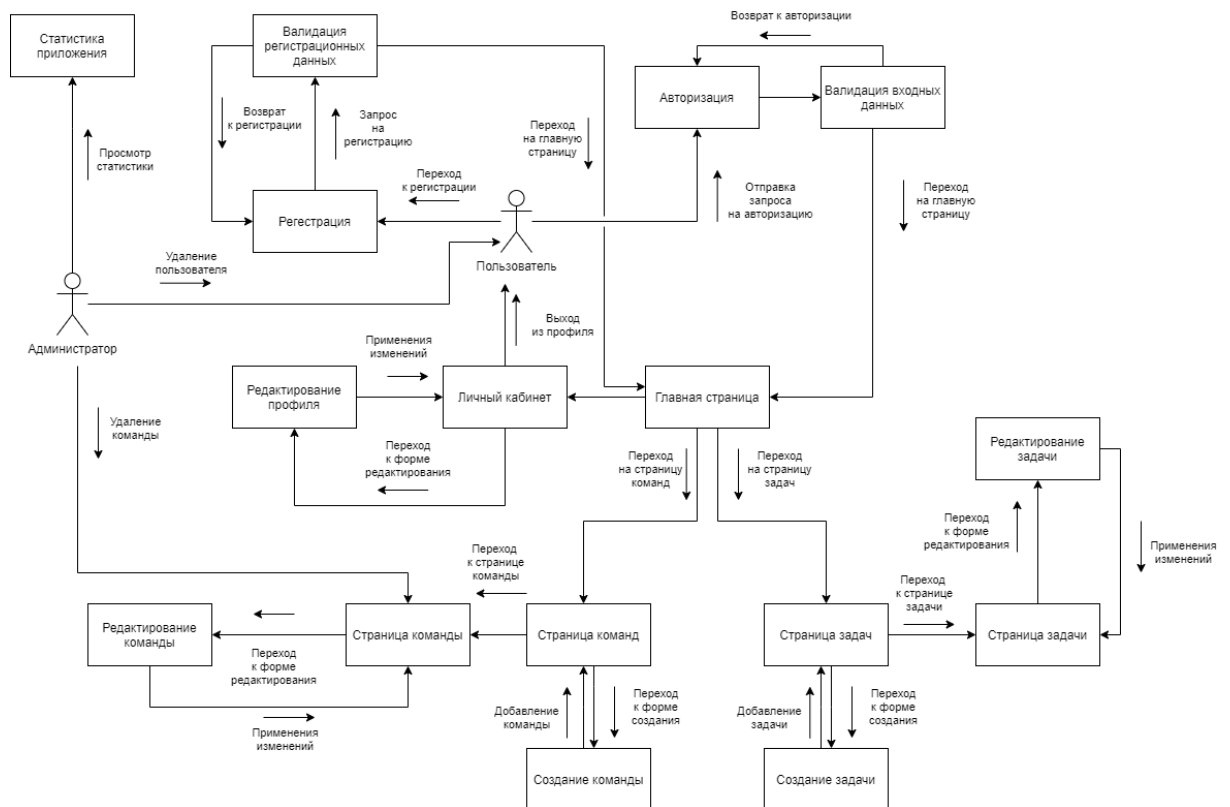 Возврат к авторизации
Статистика
приложения
Валидация
регистрационных
данных
Авторизация
Валидация входных
данных
Возврат
к регистрации
Запрос
на
регистрацию
Переход
на главную
страницу
Просмотр
статистики
Переход
к регистрации
Отправка
запроса
на авторизацию
Переход
на главную
страницу
Регестрация
Удаление
пользователя
Пользователь
Администратор
Выход
из профиля
Применения
изменений
Редактирование
профиля
Личный кабинет
Главная страница
Удаление
команды
Переход
к форме
редактирования
Переход
на страницу
команд
Переход
на страницу
задач
Редактирование
задачи
Переход
к форме
редактирования
Применения
изменений
Переход
к странице
команды
Переход
к странице
задачи
Редактирование
команды
Страница команды
Страница команд
Страница задач
Страница задачи
Переход
к форме
редактирования
Применения
изменений
Добавление
команды
Переход
к форме
создания
Добавление
задачи
Переход
к форме
создания
Создание команды
Создание задачи